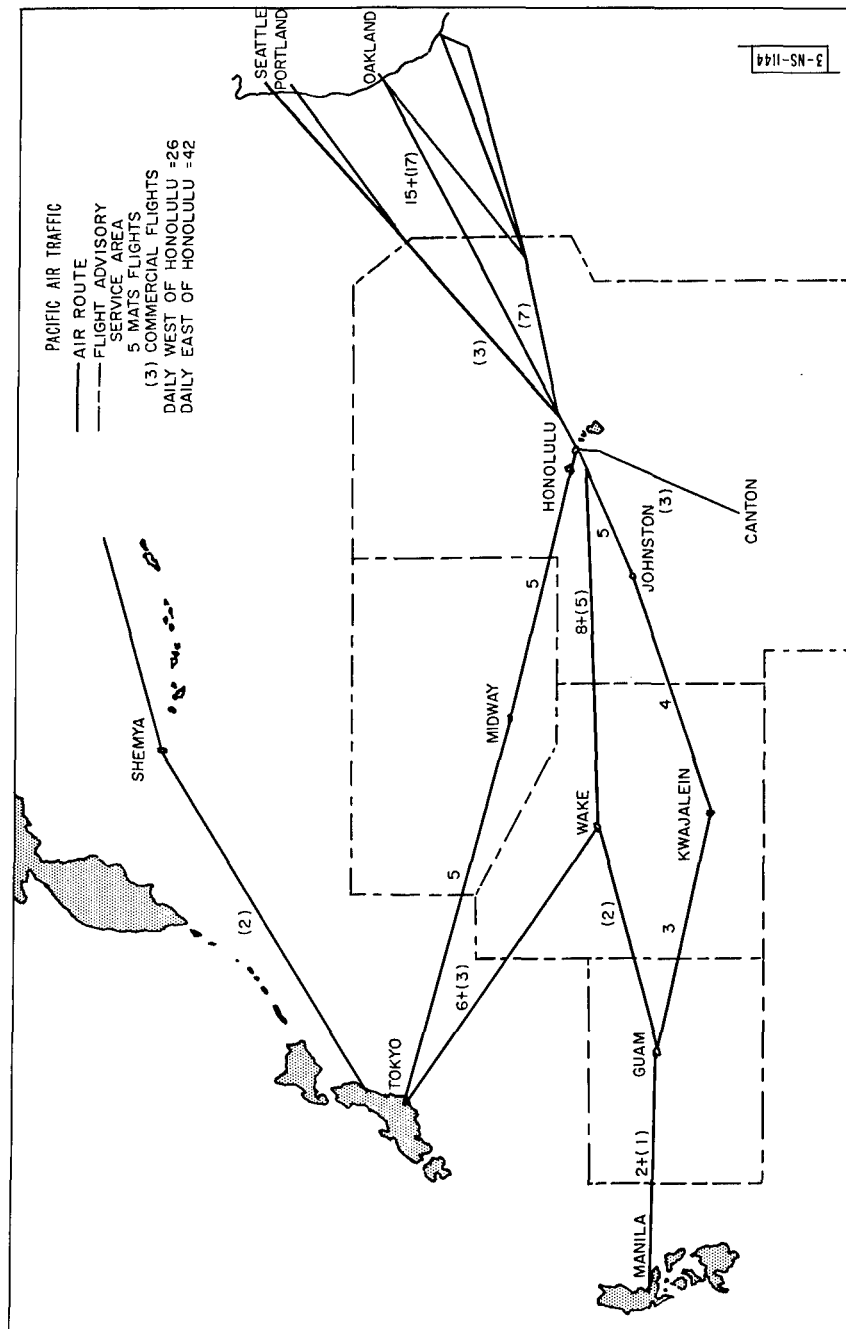 PACIFIC AIR TRAFFIC
AIR ROUTE
FLIGHT ADVISORY
SERVICE AREA
5 MATS FLIGHTS
(3) COMMERCIAL FLIGHTS
DAILY WEST OF HONOLULU = 26
DAILY EAST OF HONOLULU = 42
SEATTLE
PORTLAND
OAKLAND
15+(17)
(7)
(3)
HONOLULU
SHEMYA
(2)
MIDWAY
5
5
TOKYO
6+(3)
WAKE
8+(5)
5
JOHNSTON
(3)
CANTON
4
KWAJALEIN
(2)
3
GUAM
2+(1)
MANILA
3-NS-1144